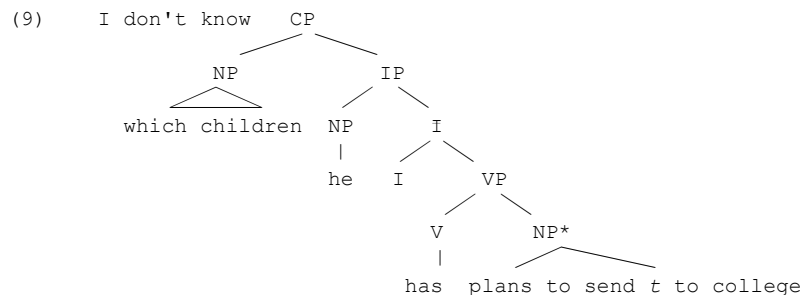 (9) I don't know CP
NP IP
which children NP Ī
he I VP
V NP*
has plans to send t to college